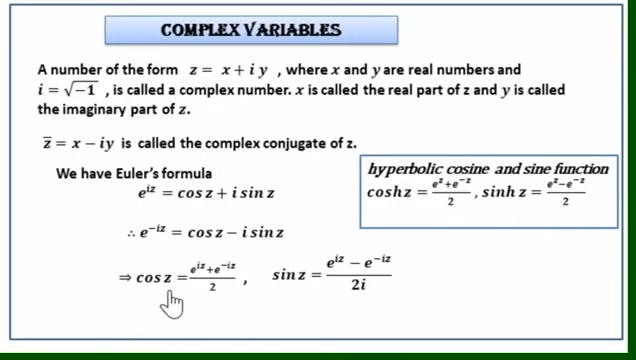 COMPLEX VARIABLES
A number of the form z = x + i y , where x and y are real numbers and
i = √−1 , is called a complex number. x is called the real part of z and y is called
the imaginary part of z.
z̅ = x − iy is called the complex conjugate of z.
We have Euler's formula
e^{iz} = cos z + i sin z
∴ e^{−iz} = cos z − i sin z
⇒ cos z = (e^{iz}+e^{−iz})/2 , sin z = (e^{iz} − e^{−iz})/2i
hyperbolic cosine and sine function
coshz = (e^{z}+e^{−z})/2 , sinh z = (e^{z}−e^{−z})/2